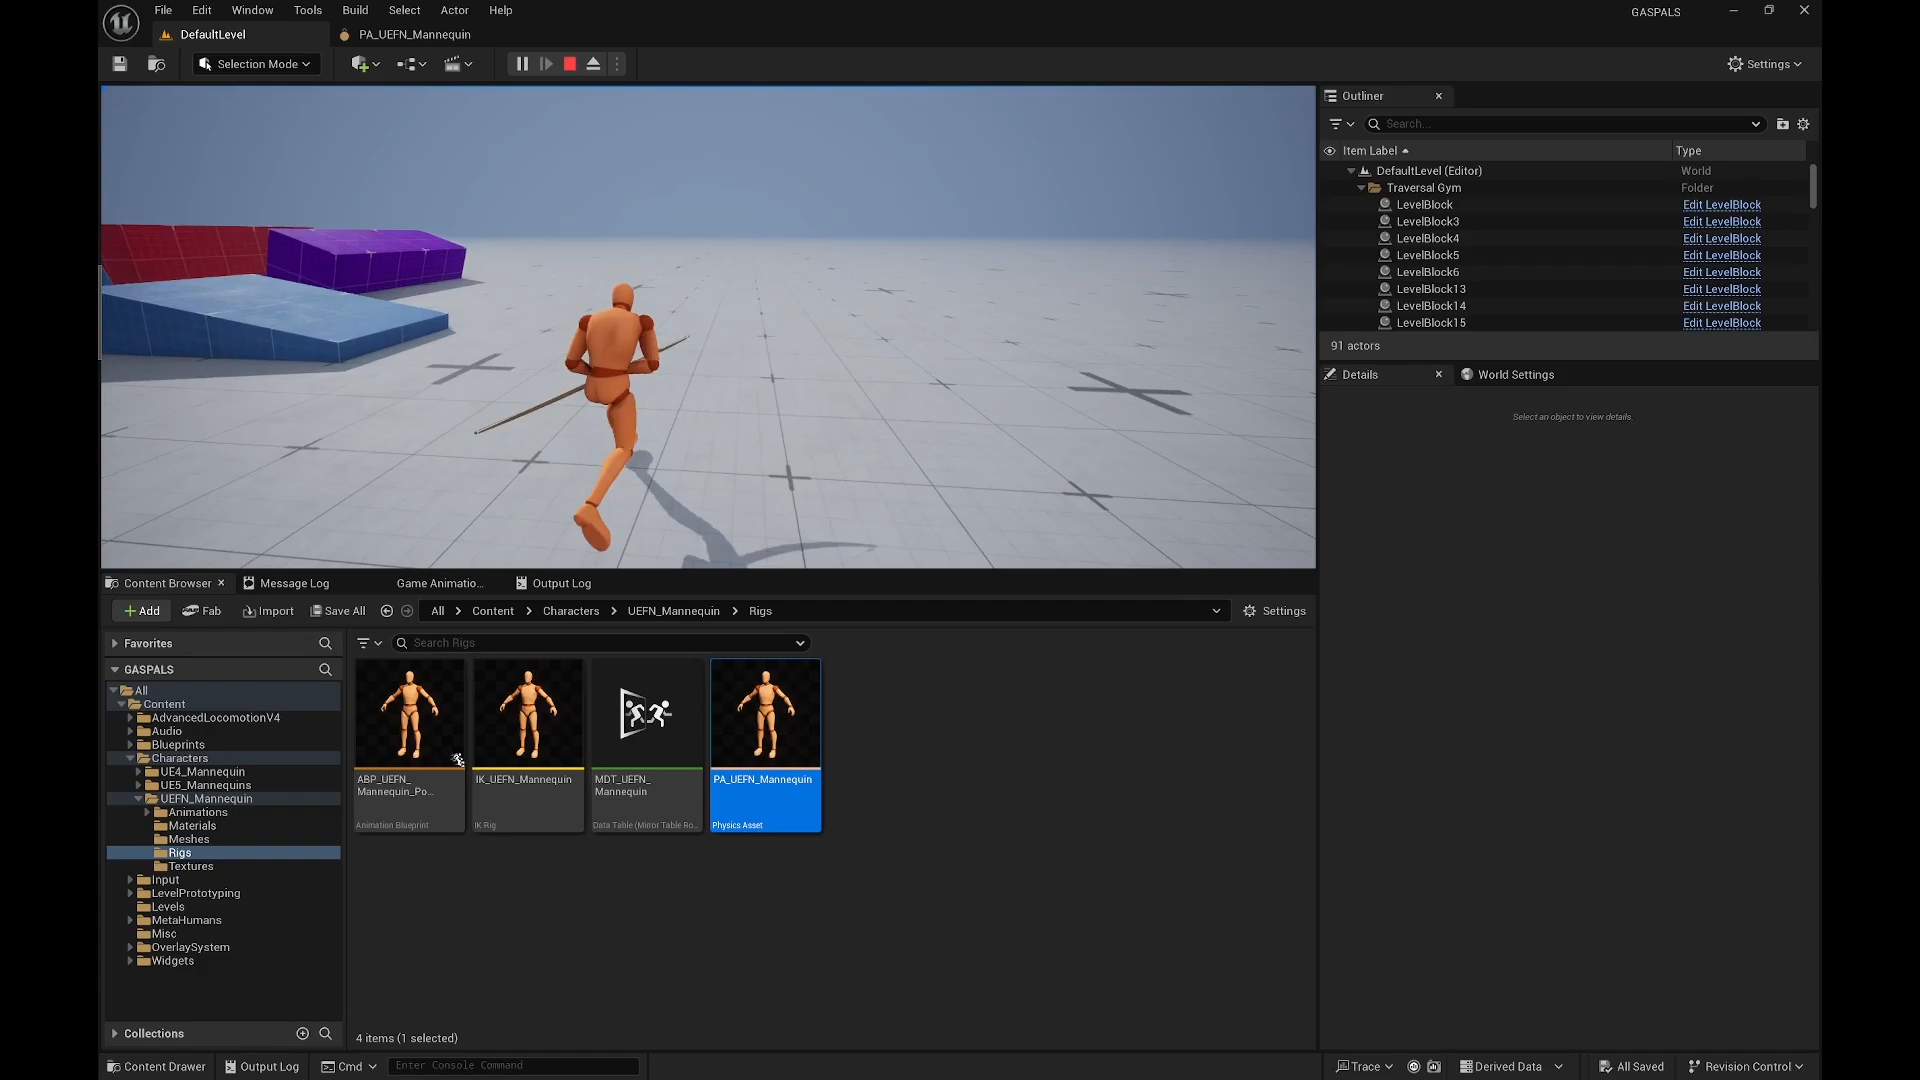 File Edit Window Tools Build Select Actor Help
GASPALS
DefaultLevel
PA_UEFN_Mannequin
Selection Mode
Settings
Outliner
Search...
Item Label
Type
DefaultLevel (Editor) World
Traversal Gym Folder
LevelBlock Edit LevelBlock
LevelBlock3 Edit LevelBlock
LevelBlock4 Edit LevelBlock
LevelBlock5 Edit LevelBlock
LevelBlock6 Edit LevelBlock
LevelBlock13 Edit LevelBlock
LevelBlock14 Edit LevelBlock
LevelBlock15 Edit LevelBlock
91 actors
Details
World Settings
Select an object to view details.
Content Browser
Message Log
Game Animatio...
Output Log
Add
Fab
Import
Save All
All > Content > Characters > UEFN_Mannequin > Rigs
Settings
Favorites
Search Rigs
GASPALS
All
Content
AdvancedLocomotionV4
Audio
Blueprints
Characters
UE4_Mannequin
UE5_Mannequins
UEFN_Mannequin
Animations
Materials
Meshes
Rigs
Textures
Input
LevelPrototyping
Levels
MetaHumans
Misc
OverlaySystem
Widgets
Collections
ABP_UEFN_
Mannequin_Po...
Animation Blueprint
IK_UEFN_Mannequin
IK Rig
MDT_UEFN_
Mannequin
Data Table (Mirror Table Ro...
PA_UEFN_Mannequin
Physics Asset
4 items (1 selected)
Content Drawer
Output Log
Cmd
Enter Console Command
Trace
Derived Data
All Saved
Revision Control